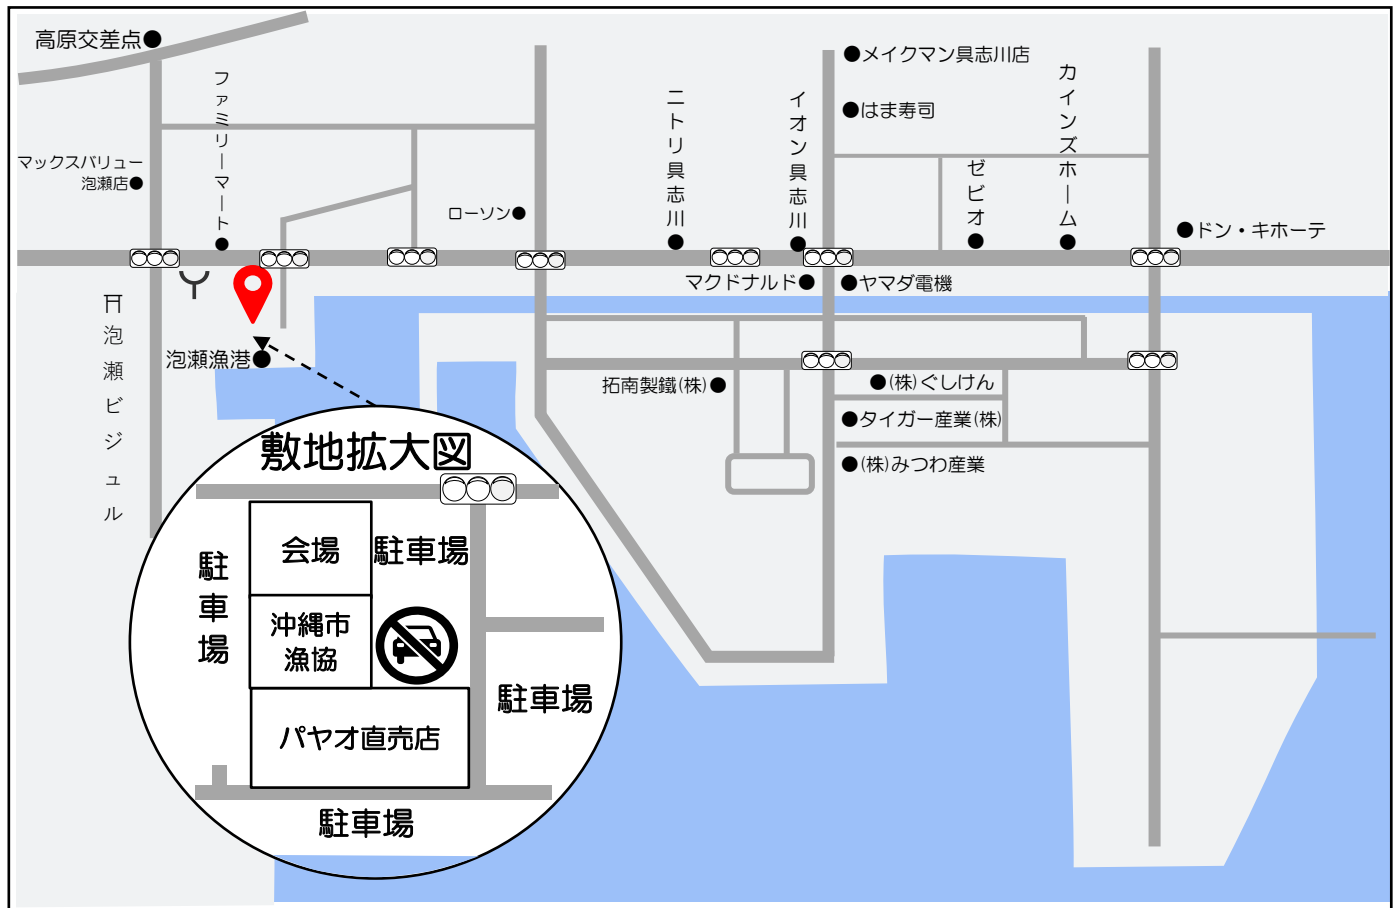 高原交差点
メイクマン具志川店
カインズホーム
ファミリーマート
ニトリ具志川
イオン具志川
はま寿司
マックスバリュー
泡瀬店
ゼビオ
ローソン
ドン・キホーテ
マクドナルド
ヤマダ電機
泡瀬ビジュル
泡瀬漁港
拓南製鐵(株)
(株)ぐしけん
タイガー産業(株)
(株)みつわ産業
敷地拡大図
会場
駐車場
駐車場
沖縄市
漁協
駐車場
パヤオ直売店
駐車場